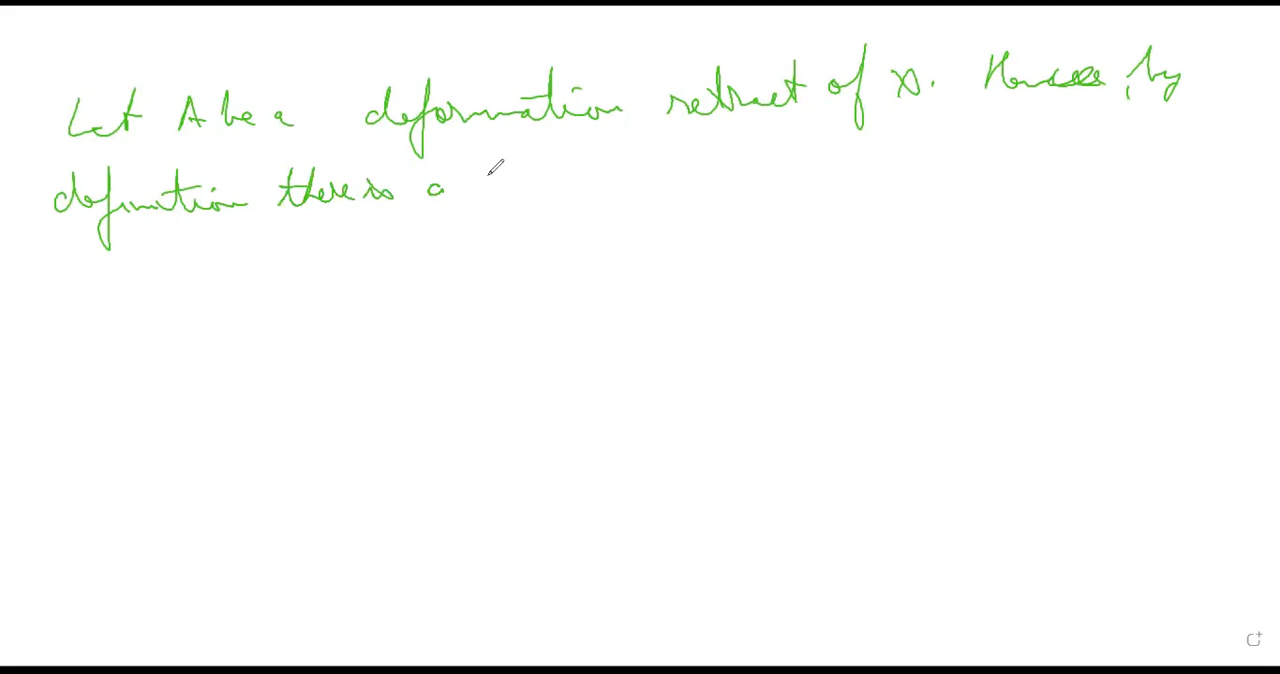 Let A be a deformation retract of X. Hence, by
definition there is a